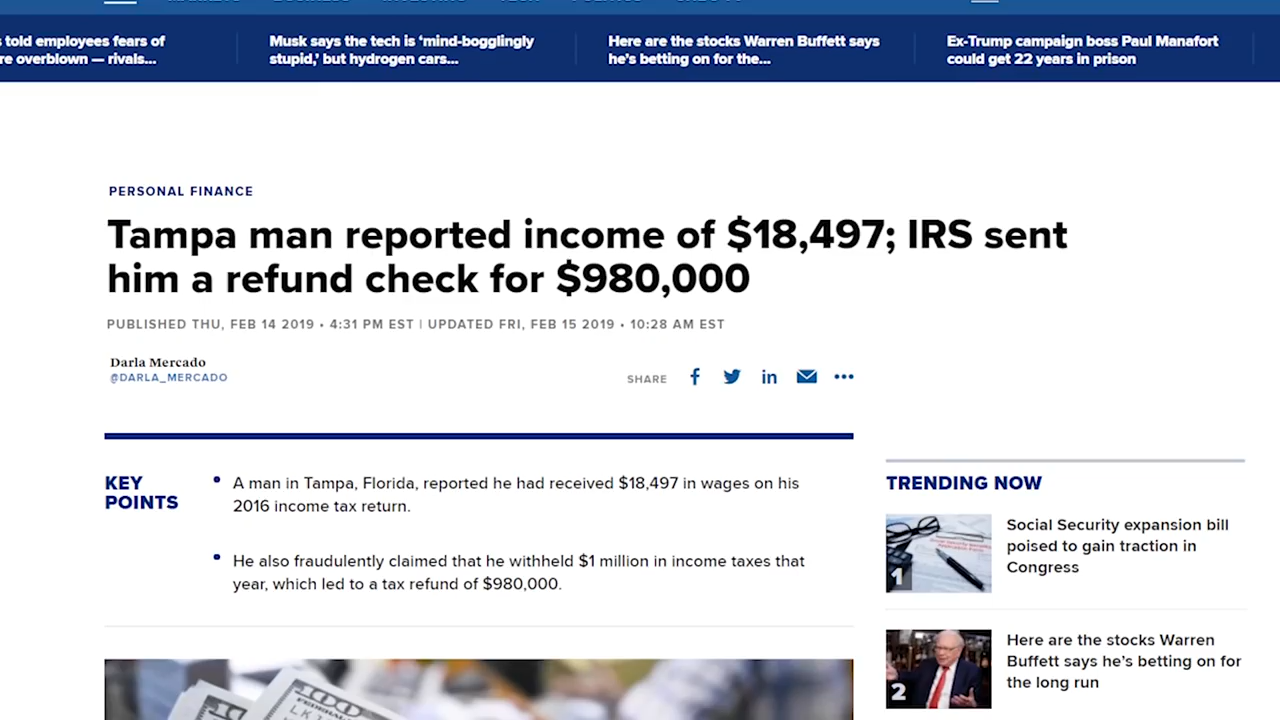 told employees fears of
re overblown — rivals...
Musk says the tech is ‘mind-bogglingly
stupid,’ but hydrogen cars...
Here are the stocks Warren Buffett says
he’s betting on for the...
Ex-Trump campaign boss Paul Manafort
could get 22 years in prison
PERSONAL FINANCE
Tampa man reported income of $18,497; IRS sent
him a refund check for $980,000
PUBLISHED THU, FEB 14 2019 • 4:31 PM EST | UPDATED FRI, FEB 15 2019 • 10:28 AM EST
Darla Mercado
@DARLA_MERCADO
SHARE
KEY
POINTS
• A man in Tampa, Florida, reported he had received $18,497 in wages on his
2016 income tax return.
• He also fraudulently claimed that he withheld $1 million in income taxes that
year, which led to a tax refund of $980,000.
TRENDING NOW
1
Social Security expansion bill
poised to gain traction in
Congress
2
Here are the stocks Warren
Buffett says he’s betting on for
the long run
100